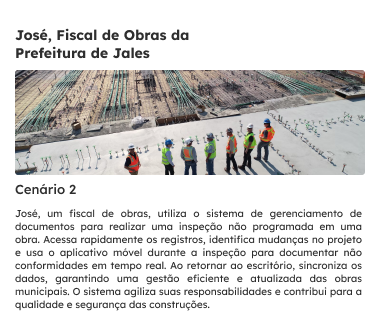 José, Fiscal de Obras da
Prefeitura de Jales
Cenário 2
José, um fiscal de obras, utiliza o sistema de gerenciamento de
documentos para realizar uma inspeção não programada em uma
obra. Acessa rapidamente os registros, identifica mudanças no projeto
e usa o aplicativo móvel durante a inspeção para documentar não
conformidades em tempo real. Ao retornar ao escritório, sincroniza os
dados, garantindo uma gestão eficiente e atualizada das obras
municipais. O sistema agiliza suas responsabilidades e contribui para a
qualidade e segurança das construções.